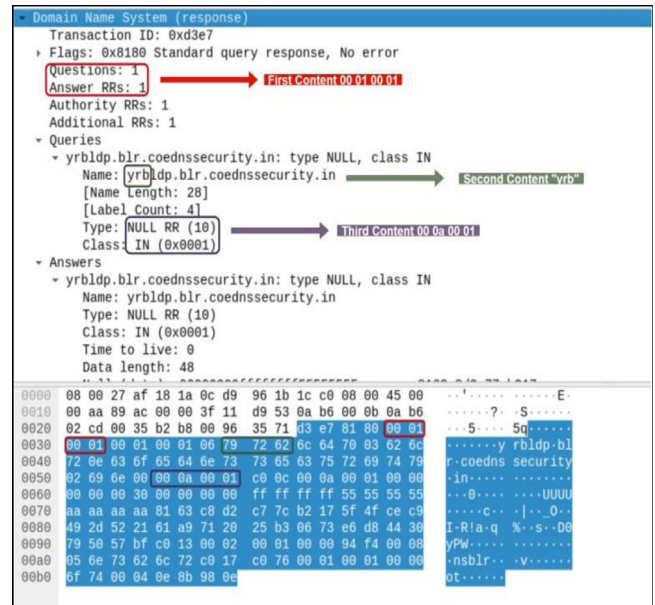 Domain Name System (response)
Transaction ID: 0xd3e7
Flags: 0x8180 Standard query response, No error
Questions: 1
Answer RRs: 1
First Content 00 01 00 01
Authority RRs: 1
Additional RRs: 1
Queries
yrbldp.blr.coednssecurity.in: type NULL, class IN
Name: yrbldp.blr.coednssecurity.in
Second Content "yrb"
[Name Length: 28]
[Label Count: 4]
Type: NULL RR (10)
Third Content 00 0a 00 01
Class: IN (0x0001)
Answers
yrbldp.blr.coednssecurity.in: type NULL, class IN
Name: yrbldp.blr.coednssecurity.in
Type: NULL RR (10)
Class: IN (0x0001)
Time to live: 0
Data length: 48
0000 08 00 27 af 18 1a 0c d9 96 1b 1c c0 08 00 45 00 ··'····· ······E·
0010 00 aa 89 ac 00 00 3f 11 d9 53 0a b6 00 0b 0a b6 ······?· ·S······
0020 02 cd 00 35 b2 b8 00 96 35 71 d3 e7 81 80 00 01 ···5···· 5q······
0030 00 01 00 01 00 01 06 79 72 62 6c 64 70 03 62 6c ·······y rbldp·bl
0040 72 0e 63 6f 65 64 6e 73 73 65 63 75 72 69 74 79 r·coedns security
0050 02 69 6e 00 00 0a 00 01 c0 0c 00 0a 00 01 00 00 ·in····· ········
0060 00 00 00 30 00 00 00 00 ff ff ff ff 55 55 55 55 ···0···· ····UUUU
0070 aa aa aa aa 81 63 c8 d2 c7 7c b2 17 5f 4f ce c9 ·····c·· ·|··_O··
0080 49 2d 52 21 61 a9 71 20 25 b3 06 73 e6 d8 44 30 I-R!a·q %··s··D0
0090 79 50 57 bf c0 13 00 02 00 01 00 00 94 f4 00 08 yPW····· ········
00a0 05 6e 73 62 6c 72 c0 17 c0 76 00 01 00 01 00 00 ·nsblr·· ·v······
00b0 6f 74 00 04 0e 8b 98 0e ot······